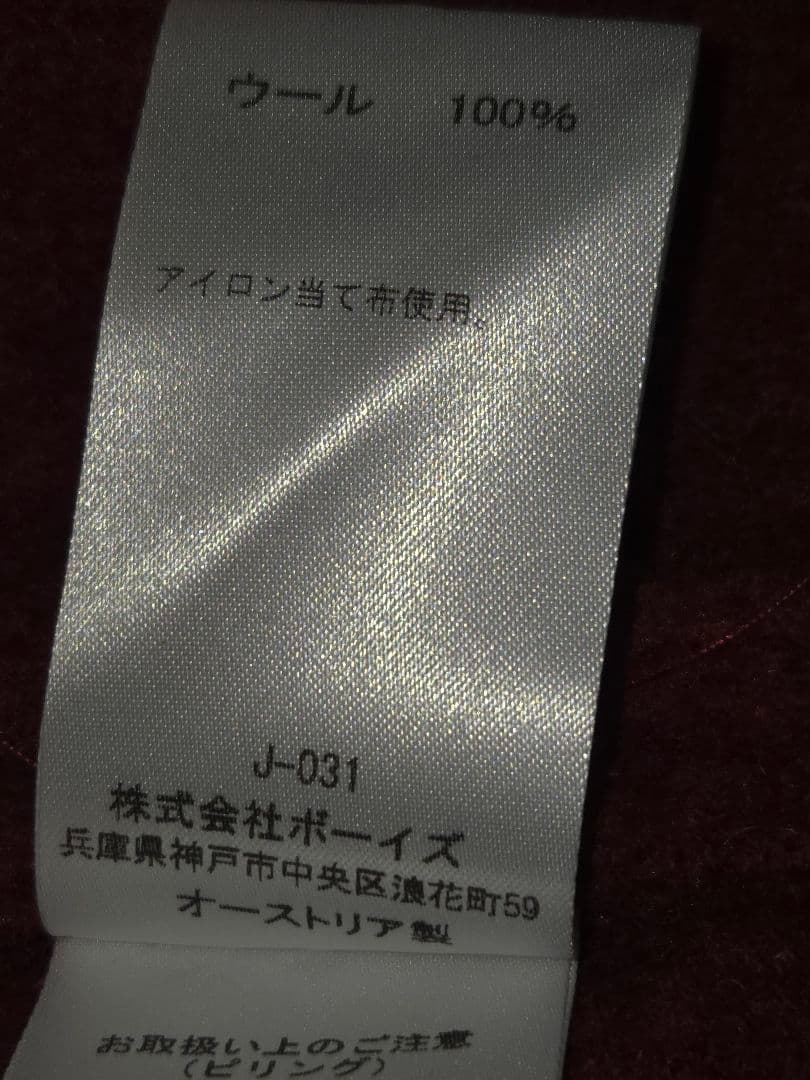 ウール 100%
アイロン当て布使用。
J-031
株式会社ボーイズ
兵庫県神戸市中央区浪花町59
オーストリア製
お取扱い上のご注意
(ピリング)